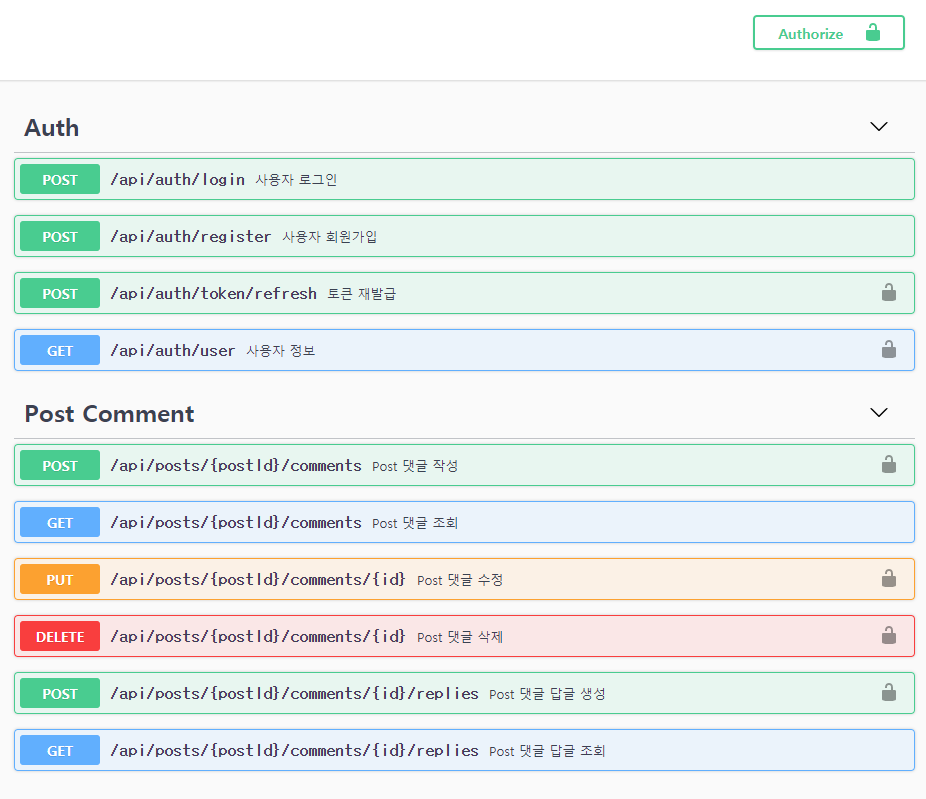 Authorize
Auth
POST /api/auth/login 사용자 로그인
POST /api/auth/register 사용자 회원가입
POST /api/auth/token/refresh 토큰 재발급
GET /api/auth/user 사용자 정보
Post Comment
POST /api/posts/{postId}/comments Post 댓글 작성
GET /api/posts/{postId}/comments Post 댓글 조회
PUT /api/posts/{postId}/comments/{id} Post 댓글 수정
DELETE /api/posts/{postId}/comments/{id} Post 댓글 삭제
POST /api/posts/{postId}/comments/{id}/replies Post 댓글 답글 생성
GET /api/posts/{postId}/comments/{id}/replies Post 댓글 답글 조회